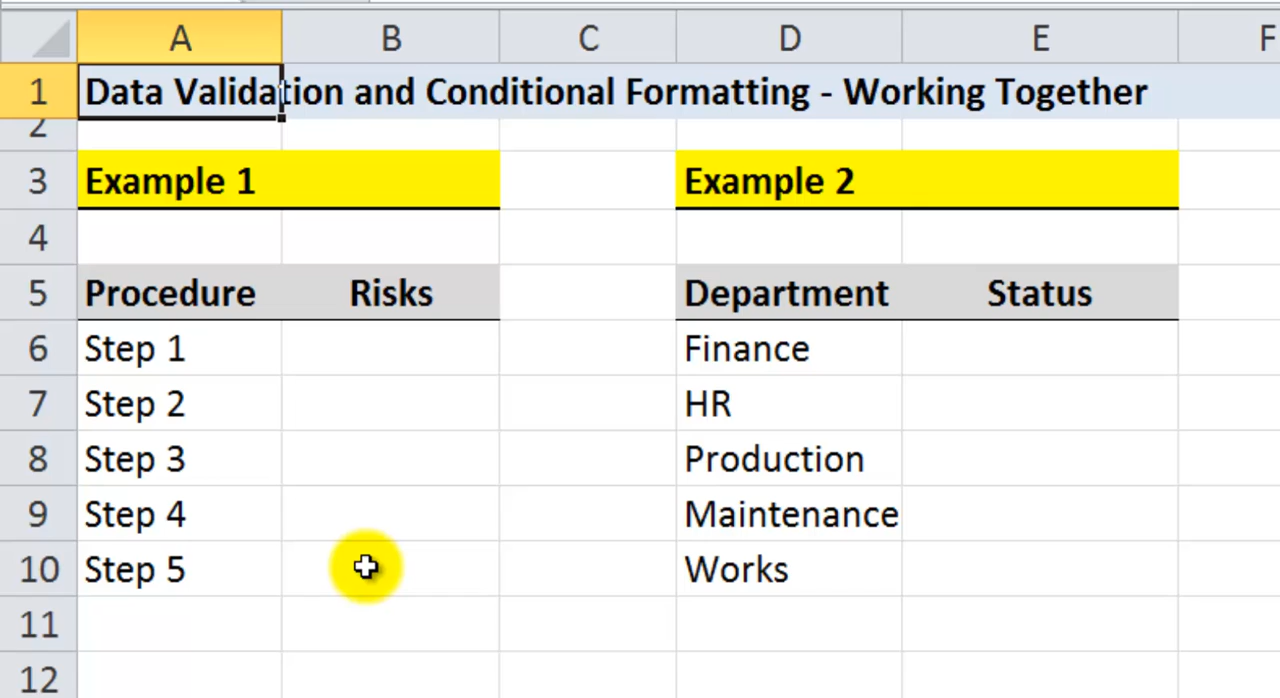 A B C D E F
1 Data Validation and Conditional Formatting - Working Together
2
3 Example 1 Example 2
4
5 Procedure Risks Department Status
6 Step 1 Finance
7 Step 2 HR
8 Step 3 Production
9 Step 4 Maintenance
10 Step 5 Works
11
12